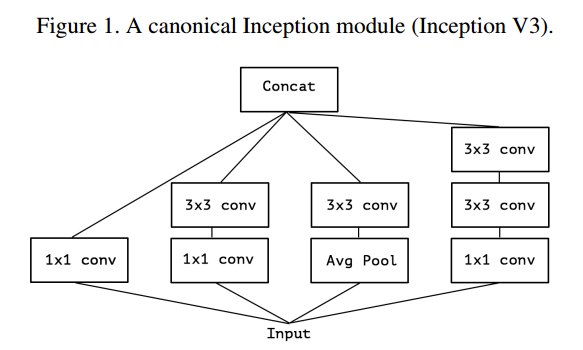 Figure 1. A canonical Inception module (Inception V3).
Concat
3x3 conv
3x3 conv
3x3 conv
3x3 conv
1x1 conv
1x1 conv
Avg Pool
1x1 conv
Input